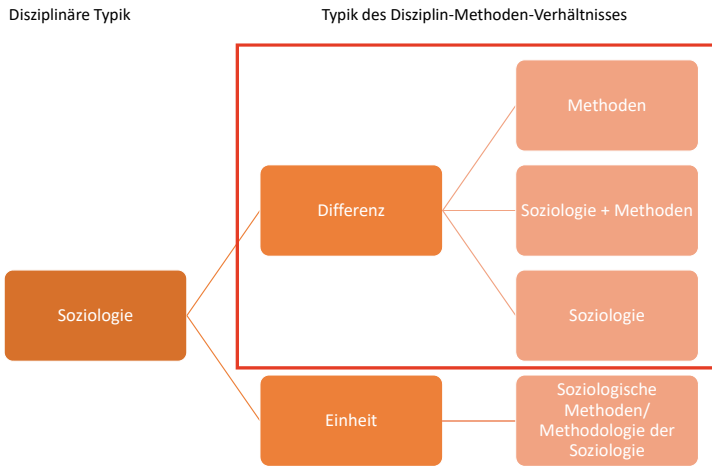 Disziplinäre Typik
Typik des Disziplin-Methoden-Verhältnisses
Methoden
Differenz
Soziologie + Methoden
Soziologie
Soziologie
Einheit
Soziologische
Methoden/
Methodologie der
Soziologie